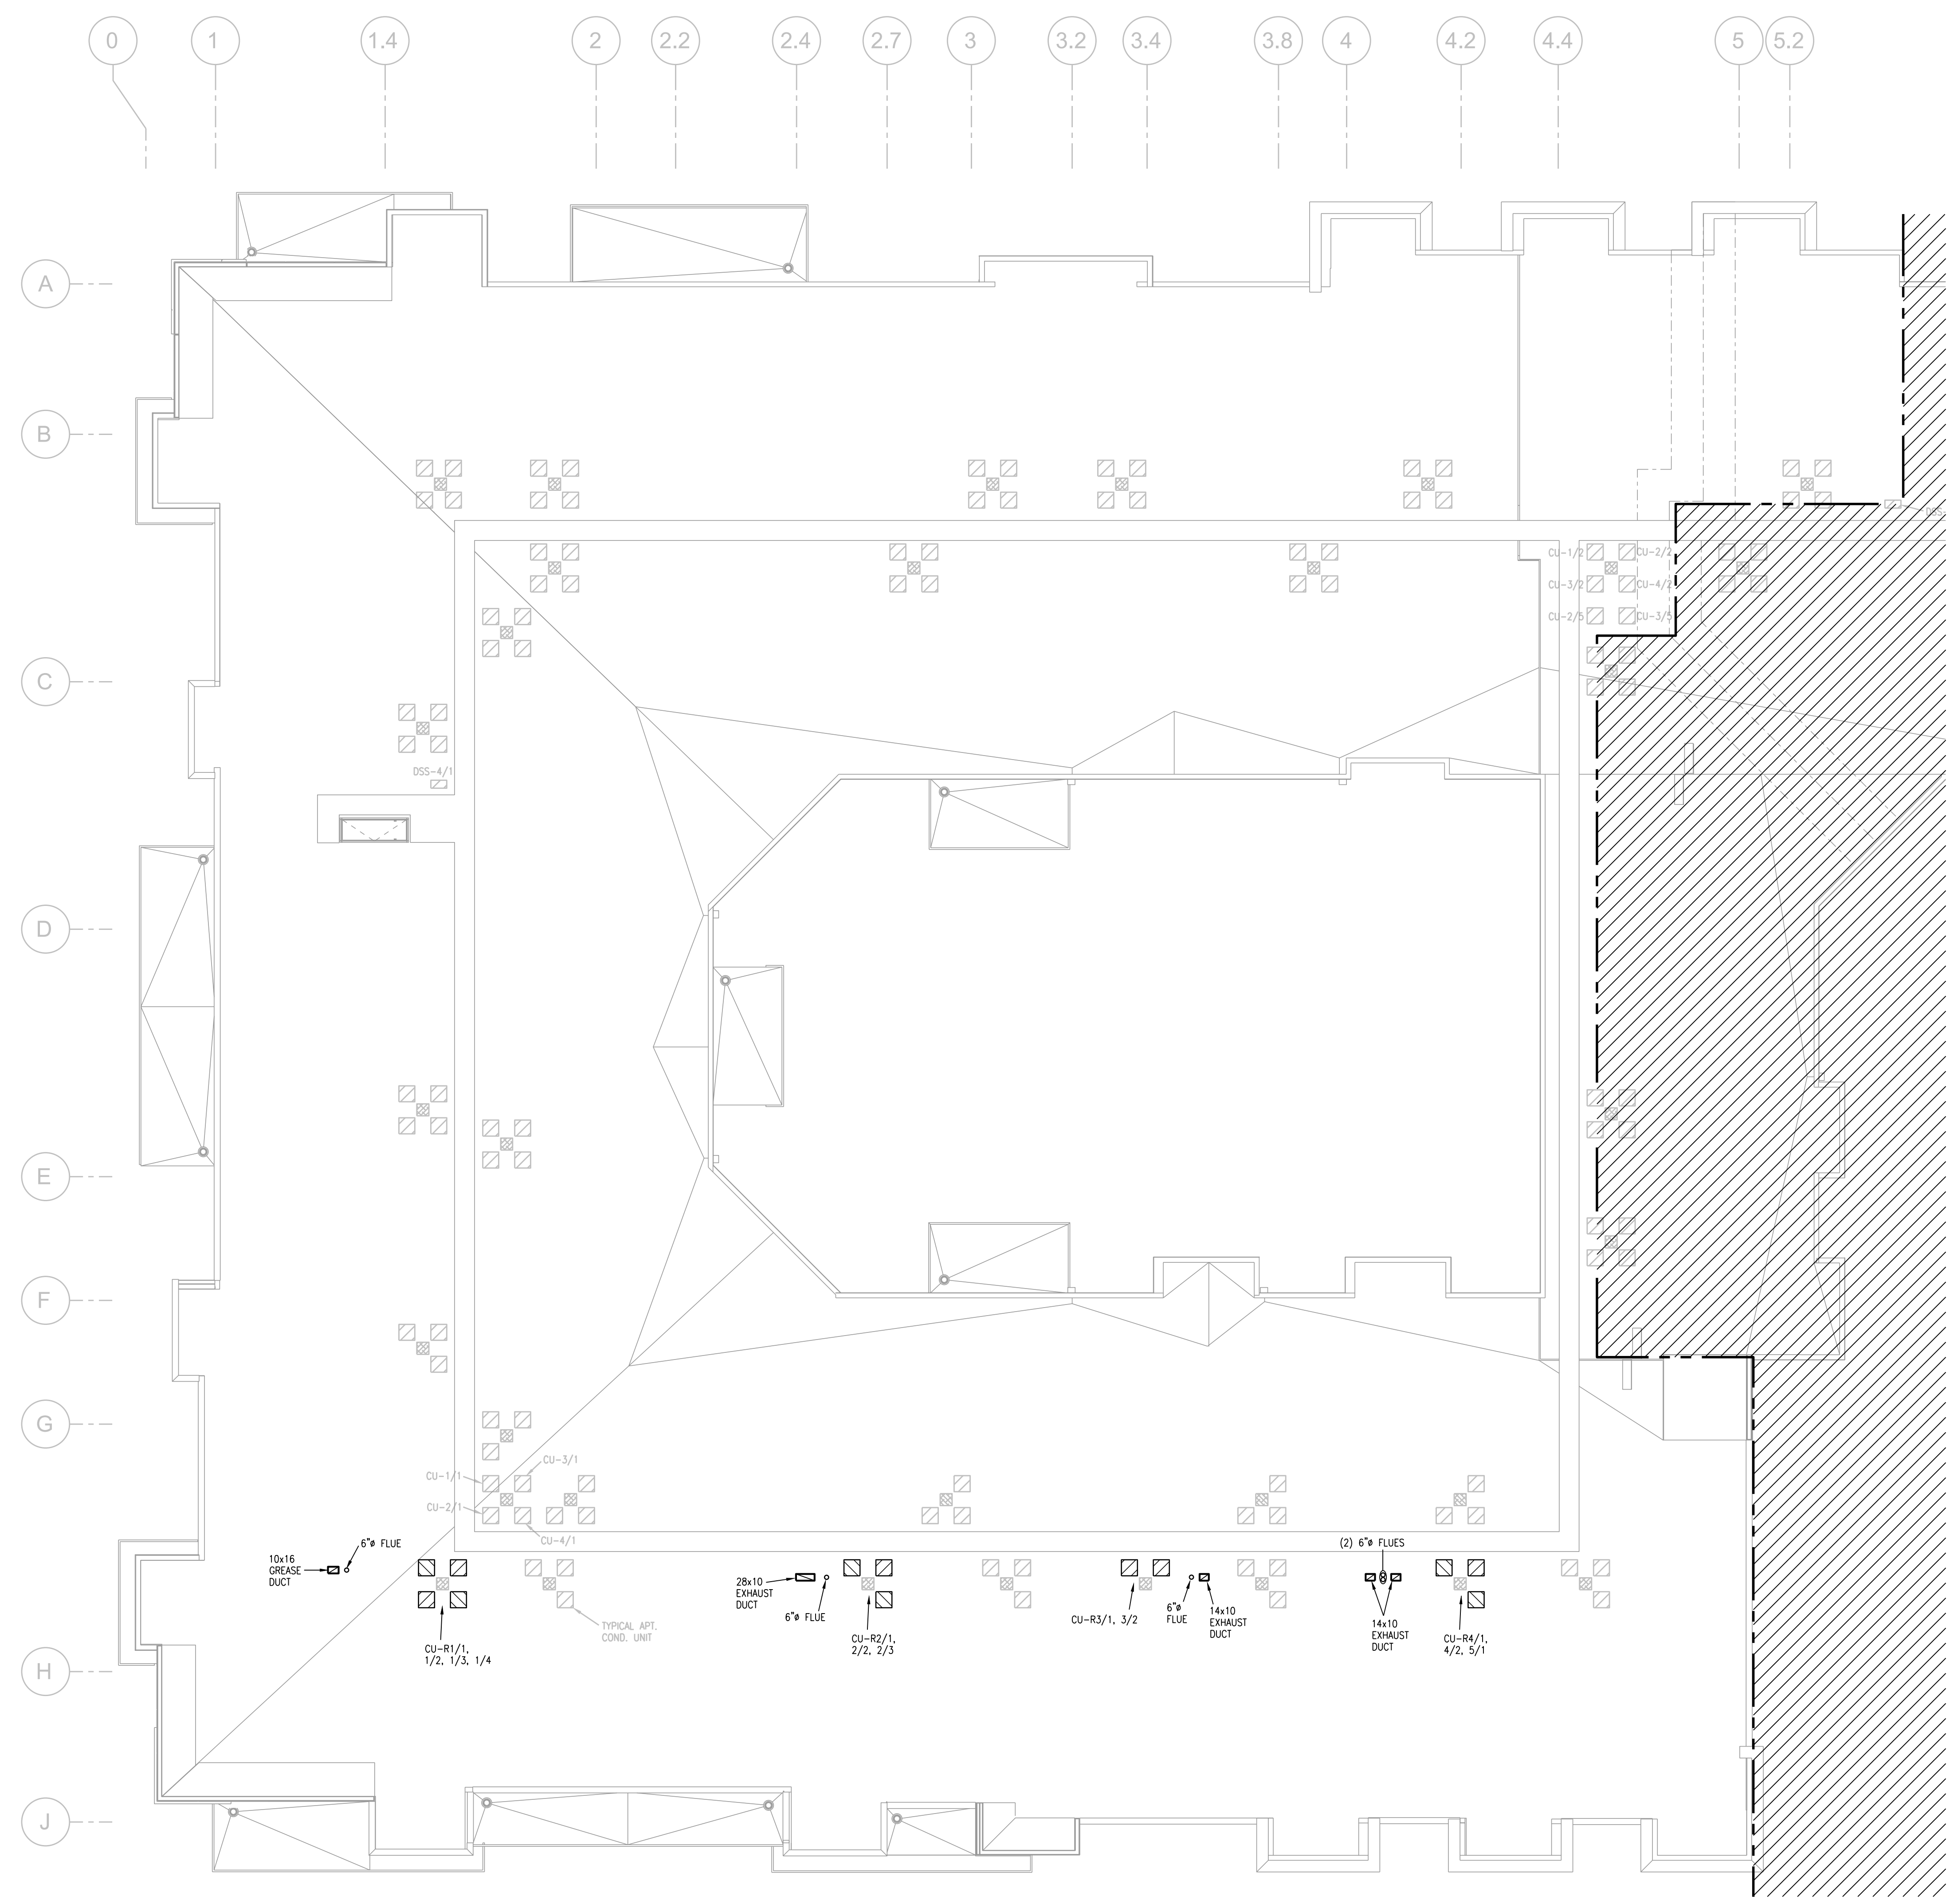 0 1 1.4 2 2.2 2.4 2.7 3 3.2 3.4 3.8 4 4.2 4.4 5 5.2
A
B
DSS-
CU-1/2 CU-2/2
CU-3/2 CU-4/2
CU-2/5 CU-3/5
C
DSS-4/1
D
E
F
G
CU-3/1
CU-1/1
CU-2/1
CU-4/1
10x16
GREASE
DUCT
6"ø FLUE
28x10
EXHAUST
DUCT
6"ø FLUE
(2) 6"ø FLUES
CU-R1/1,
1/2, 1/3, 1/4
TYPICAL APT.
COND. UNIT
CU-R2/1,
2/2, 2/3
CU-R3/1, 3/2
6"ø
FLUE
14x10
EXHAUST
DUCT
14x10
EXHAUST
DUCT
CU-R4/1,
4/2, 5/1
H
J